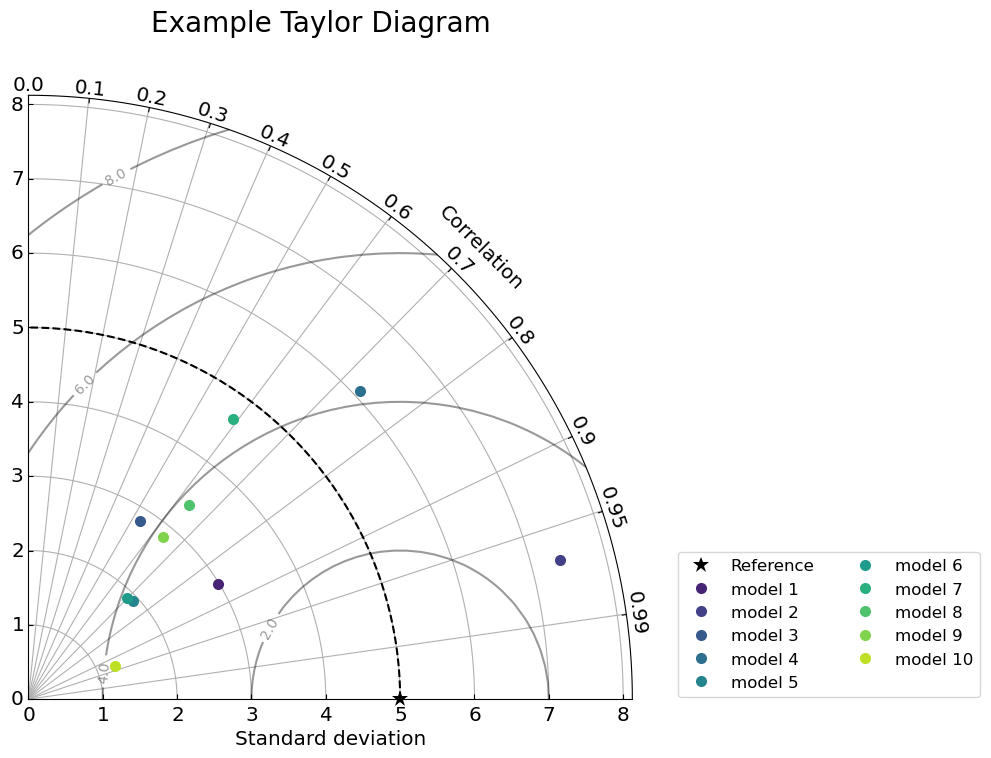 Example Taylor Diagram
0.0
0.1
0.2
0.3
0.4
0.5
0.6
0.7
0.8
0.9
0.95
0.99
Correlation
8
7
6
5
4
3
2
1
0
8.0
6.0
4.0
2.0
0 1 2 3 4 5 6 7 8
Standard deviation
Reference
model 1
model 2
model 3
model 4
model 5
model 6
model 7
model 8
model 9
model 10